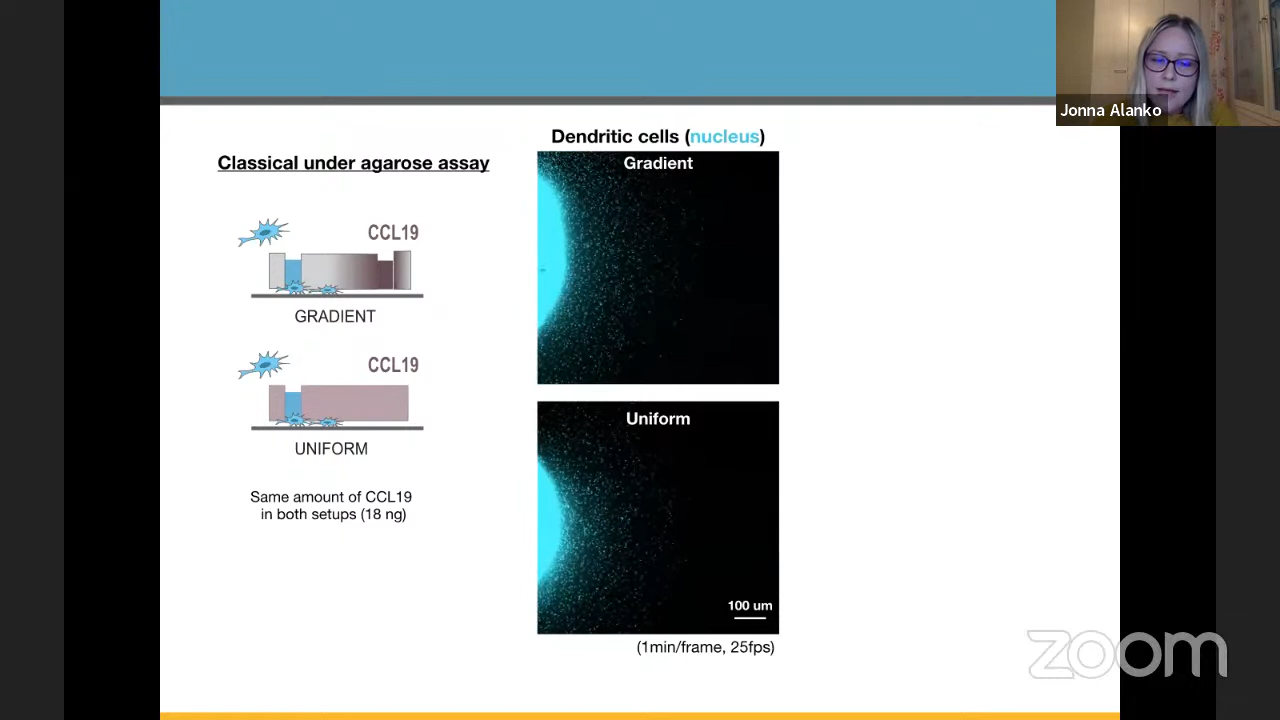 Jonna Alanko
Classical under agarose assay
CCL19
GRADIENT
CCL19
UNIFORM
Same amount of CCL19
in both setups (18 ng)
Dendritic cells (nucleus)
Gradient
Uniform
100 um
(1min/frame, 25fps)
zoom